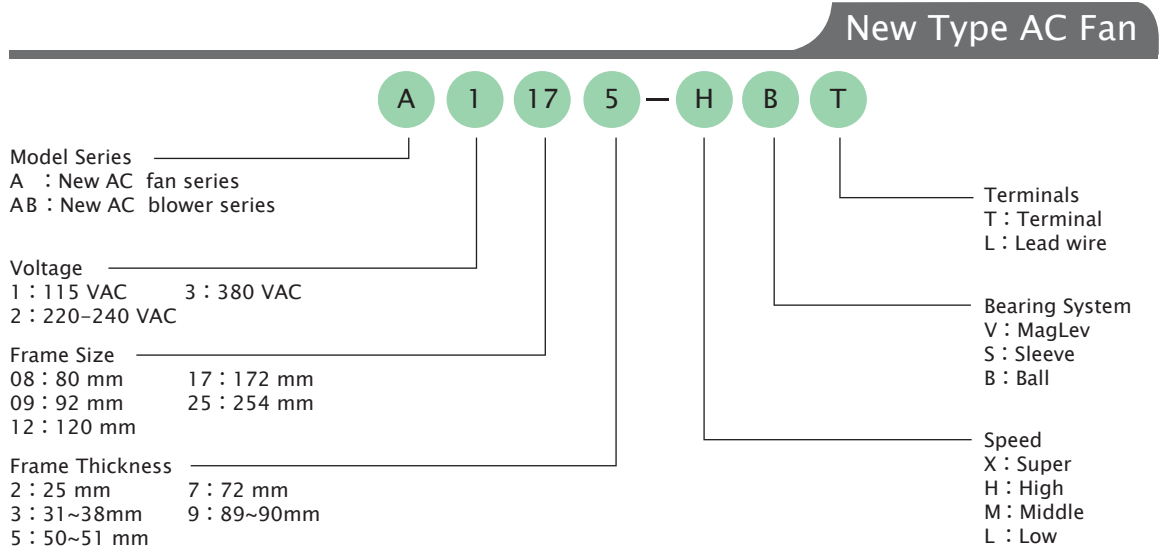 New Type AC Fan
A 1 17 5 — H B T
Model Series
A ：New AC fan series
AB：New AC blower series
Voltage
1：115 VAC 3：380 VAC
2：220–240 VAC
Frame Size
08：80 mm 17：172 mm
09：92 mm 25：254 mm
12：120 mm
Frame Thickness
2：25 mm 7：72 mm
3：31~38mm 9：89~90mm
5：50~51 mm
Terminals
T：Terminal
L：Lead wire
Bearing System
V：MagLev
S：Sleeve
B：Ball
Speed
X：Super
H：High
M：Middle
L：Low